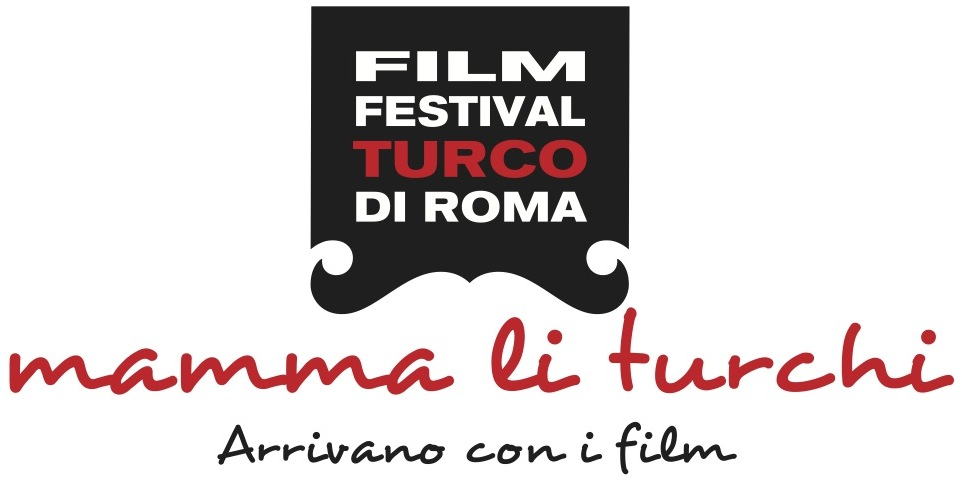 FILM
FESTIVAL
TURCO
DI ROMA
mamma li turchi
Arrivano con i film